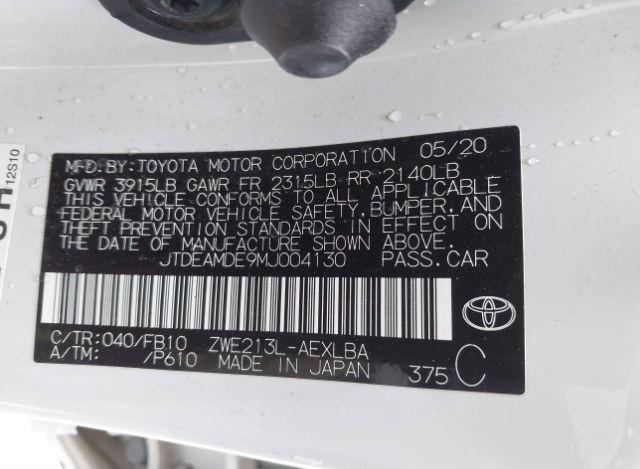 MFD.BY:TOYOTA MOTOR CORPORATION 05/20
GVWR 3915LB GAWR FR 2315LB RR 2140LB
THIS VEHICLE CONFORMS TO ALL APPLICABLE
FEDERAL MOTOR VEHICLE SAFETY,BUMPER,AND
THEFT PREVENTION STANDARDS IN EFFECT ON
THE DATE OF MANUFACTURE SHOWN ABOVE.
JTDEAMDE9MJ004130 PASS.CAR
C/TR:040/FB10 ZWE213L-AEXLBA
A/TM: /P610 MADE IN JAPAN 375 C
12S10